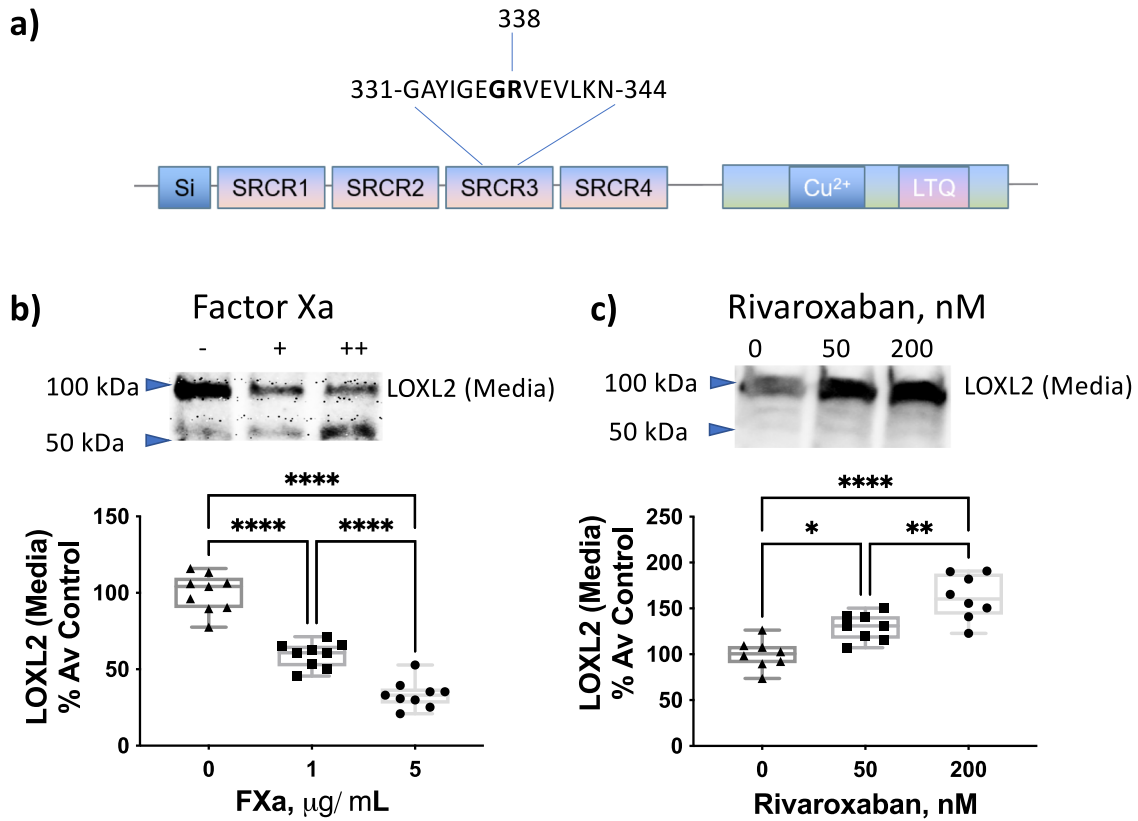 a)
338
331-GAYIGEGRVEVLKN-344
Si SRCR1 SRCR2 SRCR3 SRCR4 Cu²⁺ LTQ
b)
Factor Xa
- + ++
100 kDa LOXL2 (Media)
50 kDa
**** 
**** ****
LOXL2 (Media)
% Av Control
150
100
50
0
0 1 5
FXa, μg/ mL
c)
Rivaroxaban, nM
0 50 200
100 kDa LOXL2 (Media)
50 kDa
****
* **
LOXL2 (Media)
% Av Control
250
200
150
100
50
0
0 50 200
Rivaroxaban, nM